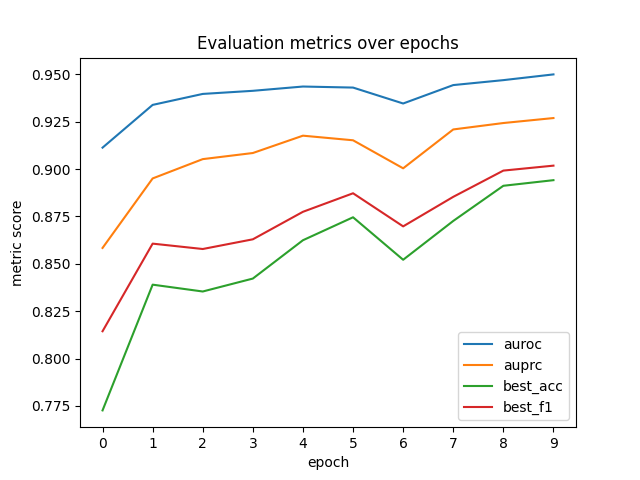 Evaluation metrics over epochs
metric score
0.950
0.925
0.900
0.875
0.850
0.825
0.800
0.775
auroc
auprc
best_acc
best_f1
0 1 2 3 4 5 6 7 8 9
epoch